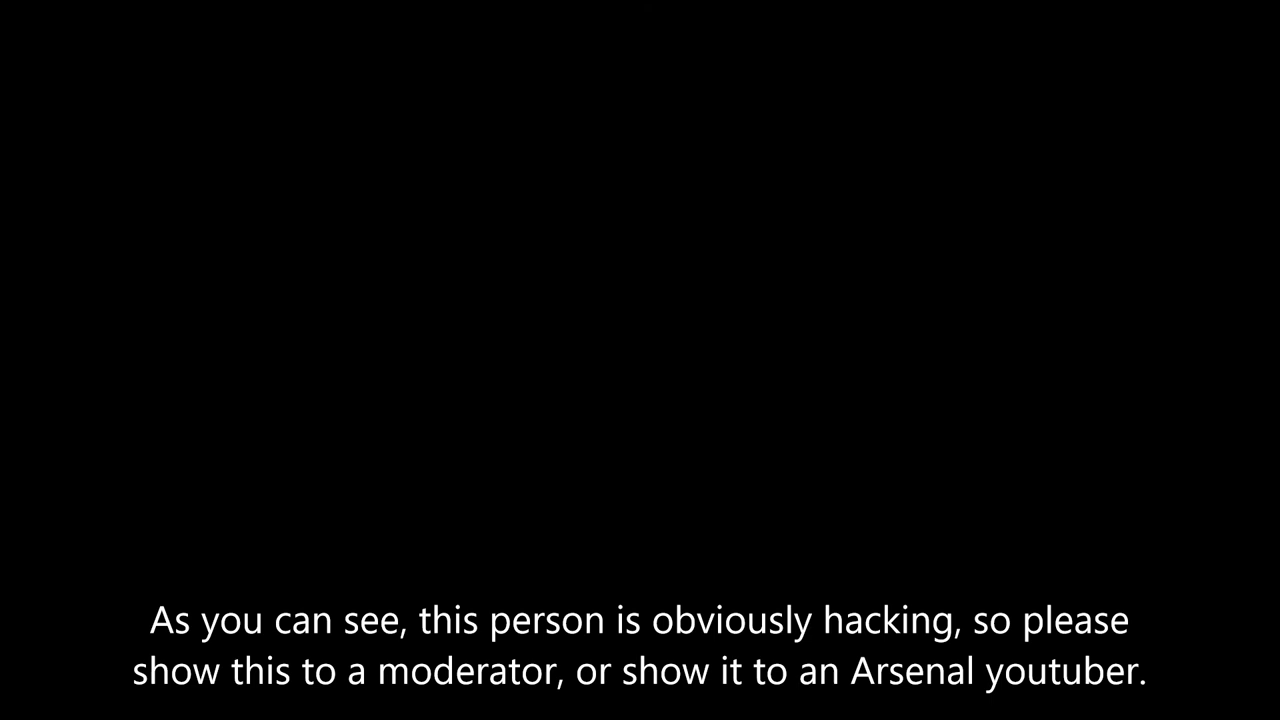 As you can see, this person is obviously hacking, so please
show this to a moderator, or show it to an Arsenal youtuber.